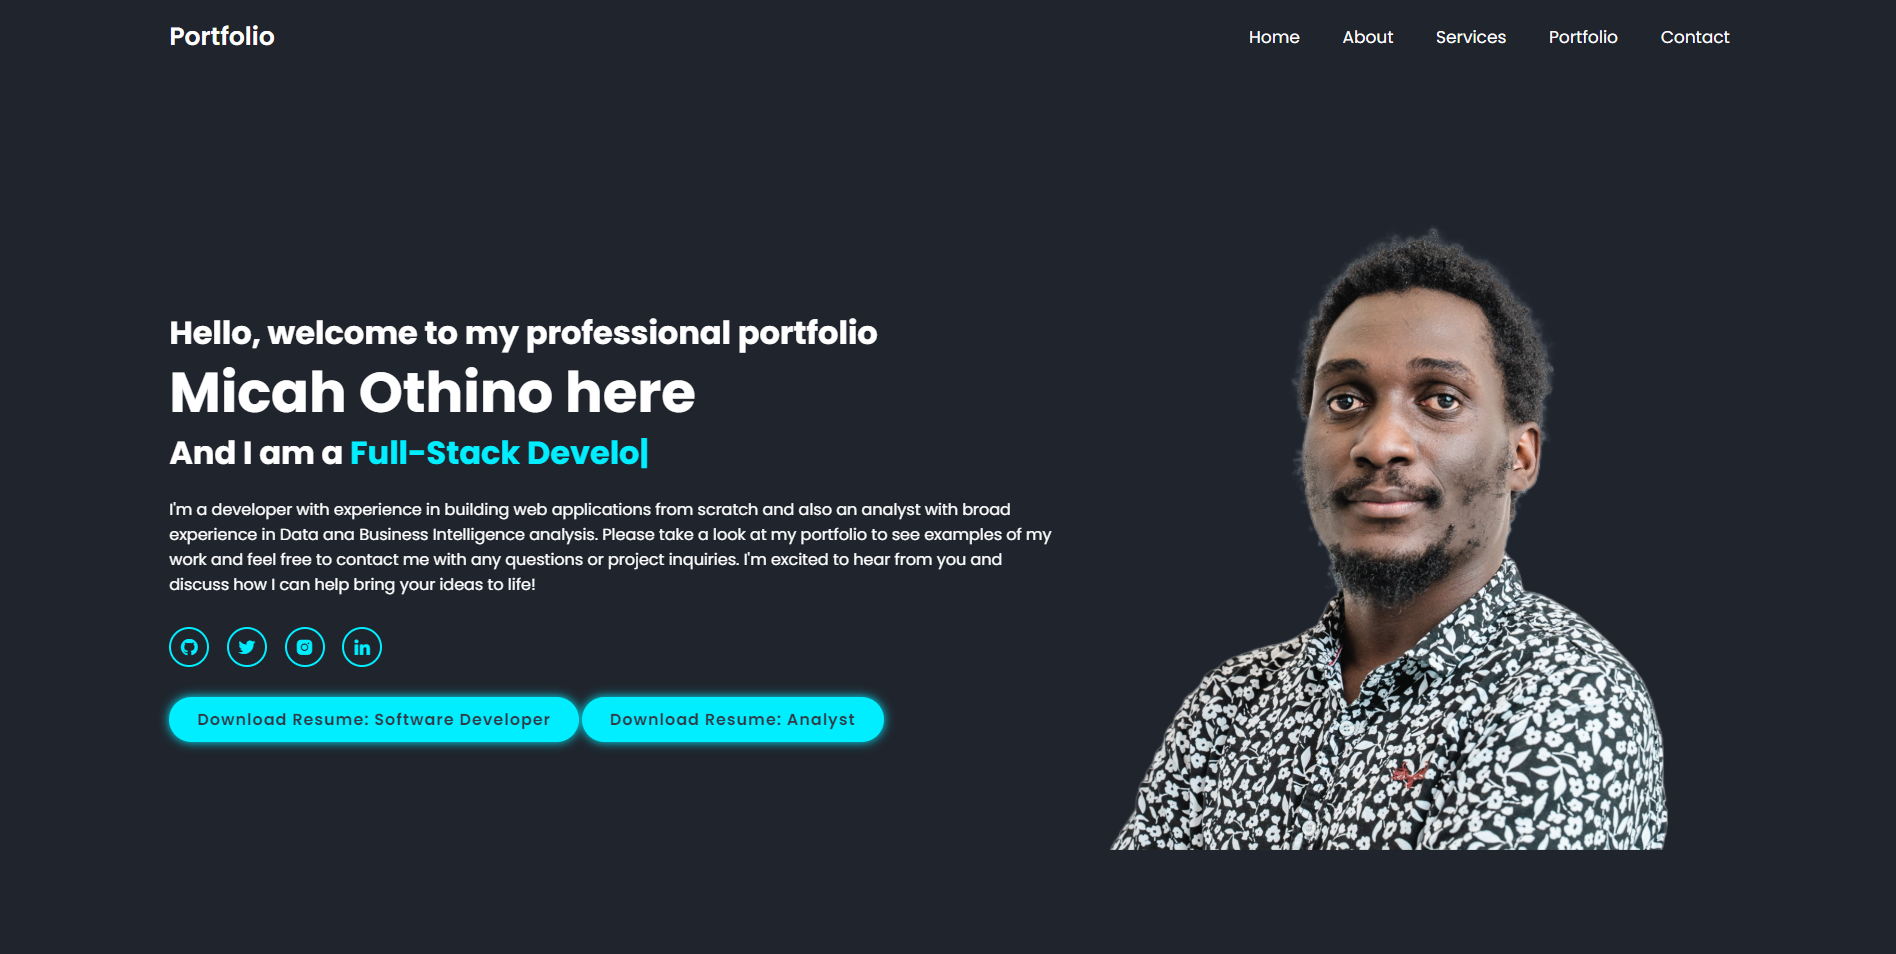 Portfolio
Home About Services Portfolio Contact
Hello, welcome to my professional portfolio
Micah Othino here
And I am a Full-Stack Develo|
I'm a developer with experience in building web applications from scratch and also an analyst with broad
experience in Data ana Business Intelligence analysis. Please take a look at my portfolio to see examples of my
work and feel free to contact me with any questions or project inquiries. I'm excited to hear from you and
discuss how I can help bring your ideas to life!
Download Resume: Software Developer Download Resume: Analyst